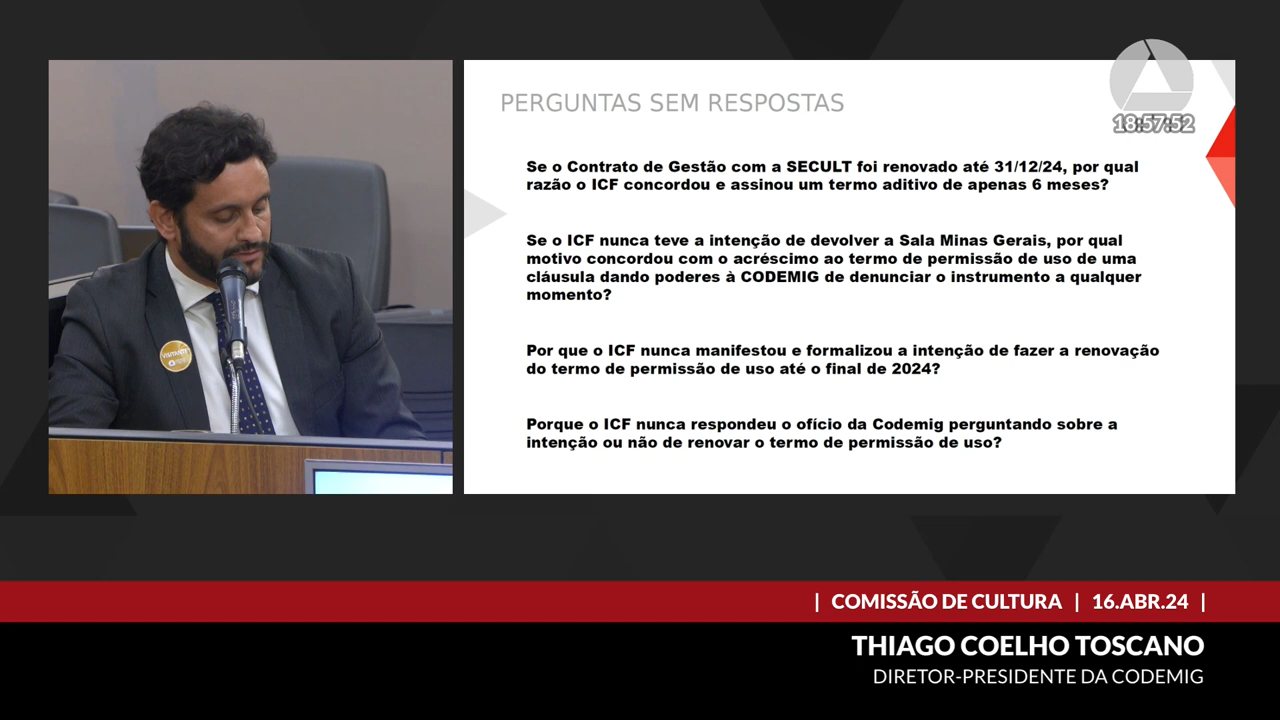 PERGUNTAS SEM RESPOSTAS
18:57:52
Se o Contrato de Gestão com a SECULT foi renovado até 31/12/24, por qual
razão o ICF concordou e assinou um termo aditivo de apenas 6 meses?
Se o ICF nunca teve a intenção de devolver a Sala Minas Gerais, por qual
motivo concordou com o acréscimo ao termo de permissão de uso de uma
cláusula dando poderes à CODEMIG de denunciar o instrumento a qualquer
momento?
Por que o ICF nunca manifestou e formalizou a intenção de fazer a renovação
do termo de permissão de uso até o final de 2024?
Porque o ICF nunca respondeu o ofício da Codemig perguntando sobre a
intenção ou não de renovar o termo de permissão de uso?
VISITANTE
| COMISSÃO DE CULTURA | 16.ABR.24 |
THIAGO COELHO TOSCANO
DIRETOR-PRESIDENTE DA CODEMIG